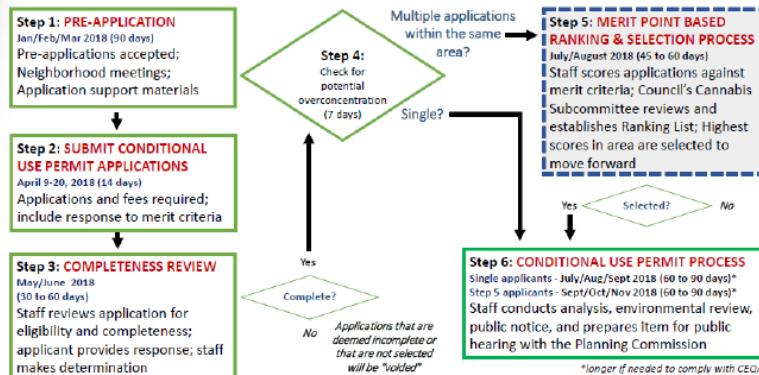 Step 1: PRE-APPLICATION
Jan/Feb/Mar 2018 (90 days)
Pre-applications accepted;
Neighborhood meetings;
Application support materials
Step 2: SUBMIT CONDITIONAL
USE PERMIT APPLICATIONS
April 9-20, 2018 (14 days)
Applications and fees required;
include response to merit criteria
Step 3: COMPLETENESS REVIEW
May/June 2018
(30 to 60 days)
Staff reviews application for
eligibility and completeness;
applicant provides response; staff
makes determination
Yes
Complete?
No
Applications that are
deemed incomplete or
that are not selected
will be "voided"
Step 4:
Check for
potential
overconcentration
(7 days)
Multiple applications
within the same
area?
Single?
Step 5: MERIT POINT BASED
RANKING & SELECTION PROCESS
July/August 2018 (45 to 60 days)
Staff scores applications against
merit criteria; Council's Cannabis
Subcommittee reviews and
establishes Ranking List; Highest
scores in area are selected to
move forward
Yes
Selected?
No
Step 6: CONDITIONAL USE PERMIT PROCESS
Single applicants - July/Aug/Sept 2018 (60 to 90 days)*
Step 5 applicants - Sept/Oct/Nov 2018 (60 to 90 days)*
Staff conducts analysis, environmental review,
public notice, and prepares item for public
hearing with the Planning Commission
*longer if needed to comply with CEQA